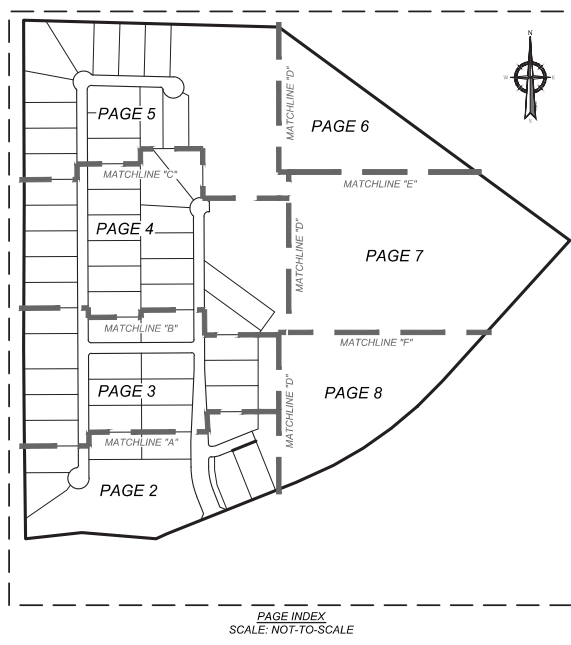 N
W
E
S
PAGE 5
MATCHLINE "D"
PAGE 6
MATCHLINE "C"
MATCHLINE "E"
PAGE 4
MATCHLINE "D"
PAGE 7
MATCHLINE "B"
MATCHLINE "F"
PAGE 3
MATCHLINE "D"
PAGE 8
MATCHLINE "A"
PAGE 2
PAGE INDEX
SCALE: NOT-TO-SCALE